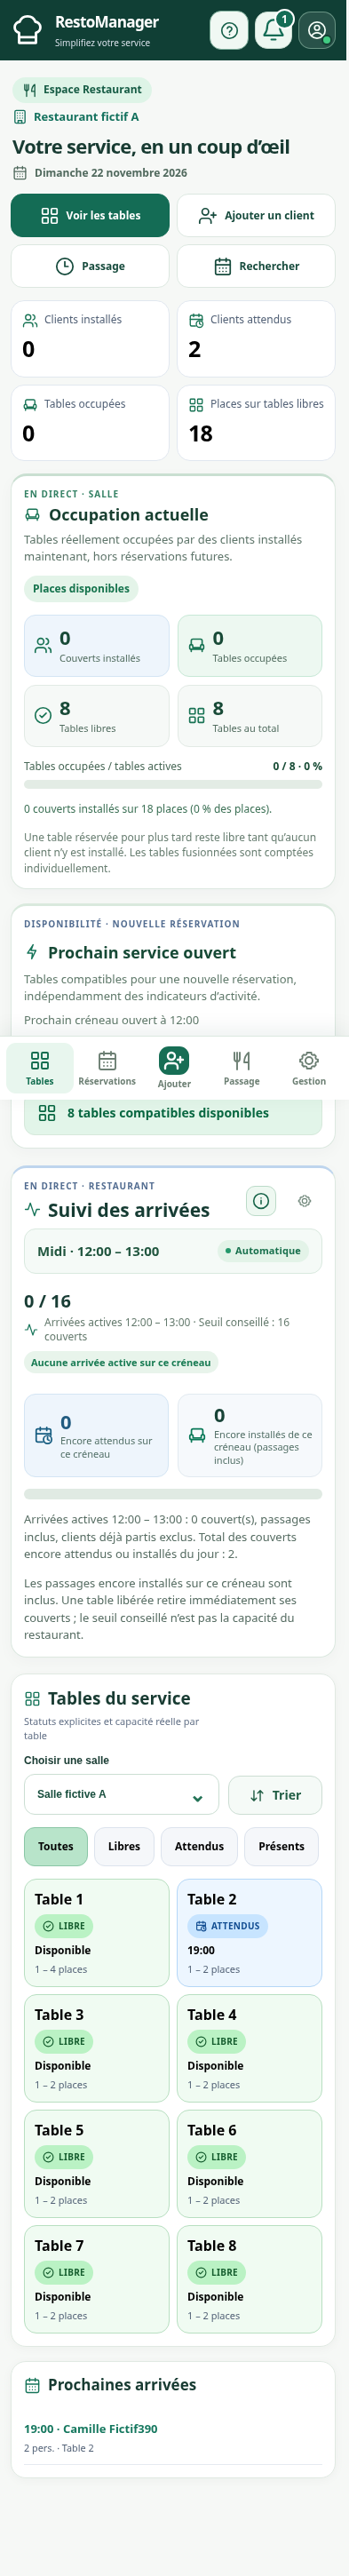 RestoManager
Simplifiez votre service
1
Espace Restaurant
Restaurant fictif A
Votre service, en un coup d’œil
Dimanche 22 novembre 2026
Voir les tables
Ajouter un client
Passage
Rechercher
Clients installés
0
Clients attendus
2
Tables occupées
0
Places sur tables libres
18
EN DIRECT · SALLE
Occupation actuelle
Tables réellement occupées par des clients installés
maintenant, hors réservations futures.
Places disponibles
0
Couverts installés
0
Tables occupées
8
Tables libres
8
Tables au total
Tables occupées / tables actives
0 / 8 · 0 %
0 couverts installés sur 18 places (0 % des places).
Une table réservée pour plus tard reste libre tant qu’aucun
client n’y est installé. Les tables fusionnées sont comptées
individuellement.
DISPONIBILITÉ · NOUVELLE RÉSERVATION
Prochain service ouvert
Tables compatibles pour une nouvelle réservation,
indépendamment des indicateurs d’activité.
Prochain créneau ouvert à 12:00
Tables
Réservations
Ajouter
Passage
Gestion
8 tables compatibles disponibles
EN DIRECT · RESTAURANT
Suivi des arrivées
Midi · 12:00 – 13:00
Automatique
0 / 16
Arrivées actives 12:00 – 13:00 · Seuil conseillé : 16
couverts
Aucune arrivée active sur ce créneau
0
Encore attendus sur
ce créneau
0
Encore installés de ce
créneau (passages
inclus)
Arrivées actives 12:00 – 13:00 : 0 couvert(s), passages
inclus, clients déjà partis exclus. Total des couverts
encore attendus ou installés du jour : 2.
Les passages encore installés sur ce créneau sont
inclus. Une table libérée retire immédiatement ses
couverts ; le seuil conseillé n’est pas la capacité du
restaurant.
Tables du service
Statuts explicites et capacité réelle par
table
Choisir une salle
Salle fictive A
Trier
Toutes
Libres
Attendus
Présents
Table 1
LIBRE
Disponible
1 – 4 places
Table 2
ATTENDUS
19:00
1 – 2 places
Table 3
LIBRE
Disponible
1 – 2 places
Table 4
LIBRE
Disponible
1 – 2 places
Table 5
LIBRE
Disponible
1 – 2 places
Table 6
LIBRE
Disponible
1 – 2 places
Table 7
LIBRE
Disponible
1 – 2 places
Table 8
LIBRE
Disponible
1 – 2 places
Prochaines arrivées
19:00 · Camille Fictif390
2 pers. · Table 2